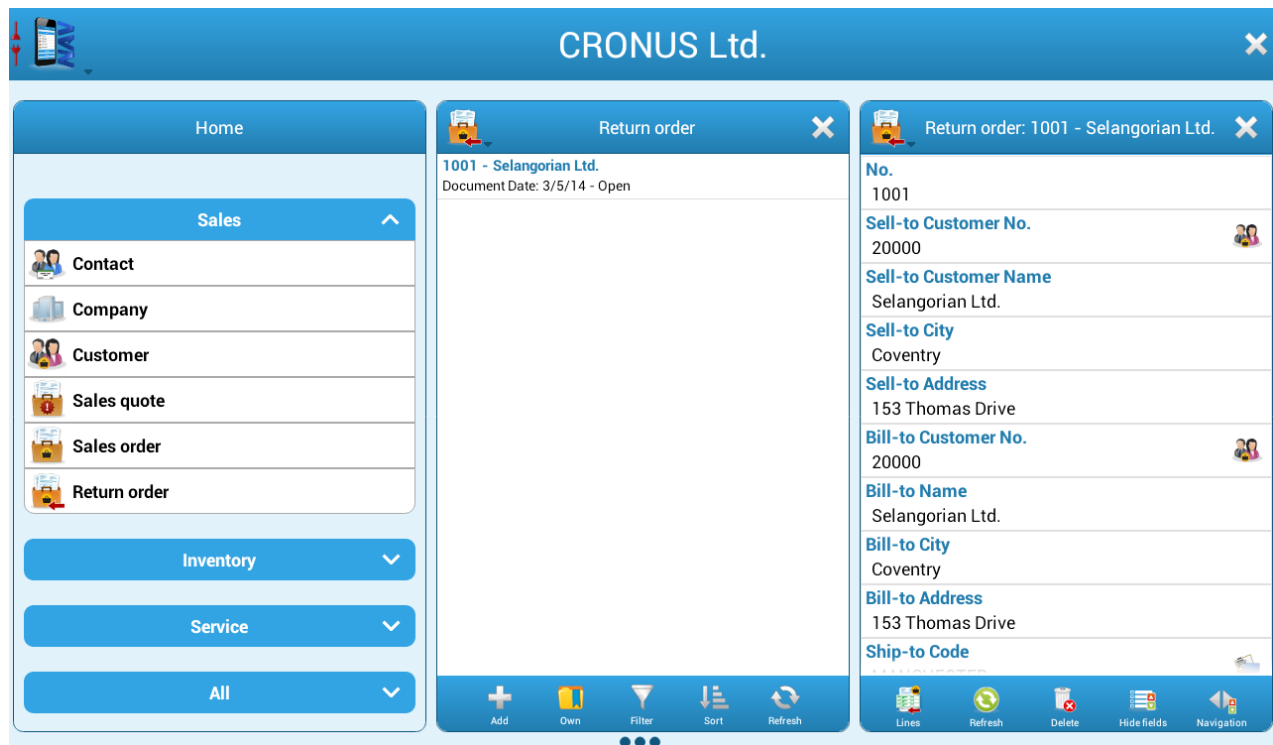 CRONUS Ltd.
Home
Sales
Contact
Company
Customer
Sales quote
Sales order
Return order
Inventory
Service
All
Return order
1001 - Selangorian Ltd.
Document Date: 3/5/14 - Open
Add
Own
Filter
Sort
Refresh
Return order: 1001 - Selangorian Ltd.
No.
1001
Sell-to Customer No.
20000
Sell-to Customer Name
Selangorian Ltd.
Sell-to City
Coventry
Sell-to Address
153 Thomas Drive
Bill-to Customer No.
20000
Bill-to Name
Selangorian Ltd.
Bill-to City
Coventry
Bill-to Address
153 Thomas Drive
Ship-to Code
Lines
Refresh
Delete
Hide fields
Navigation